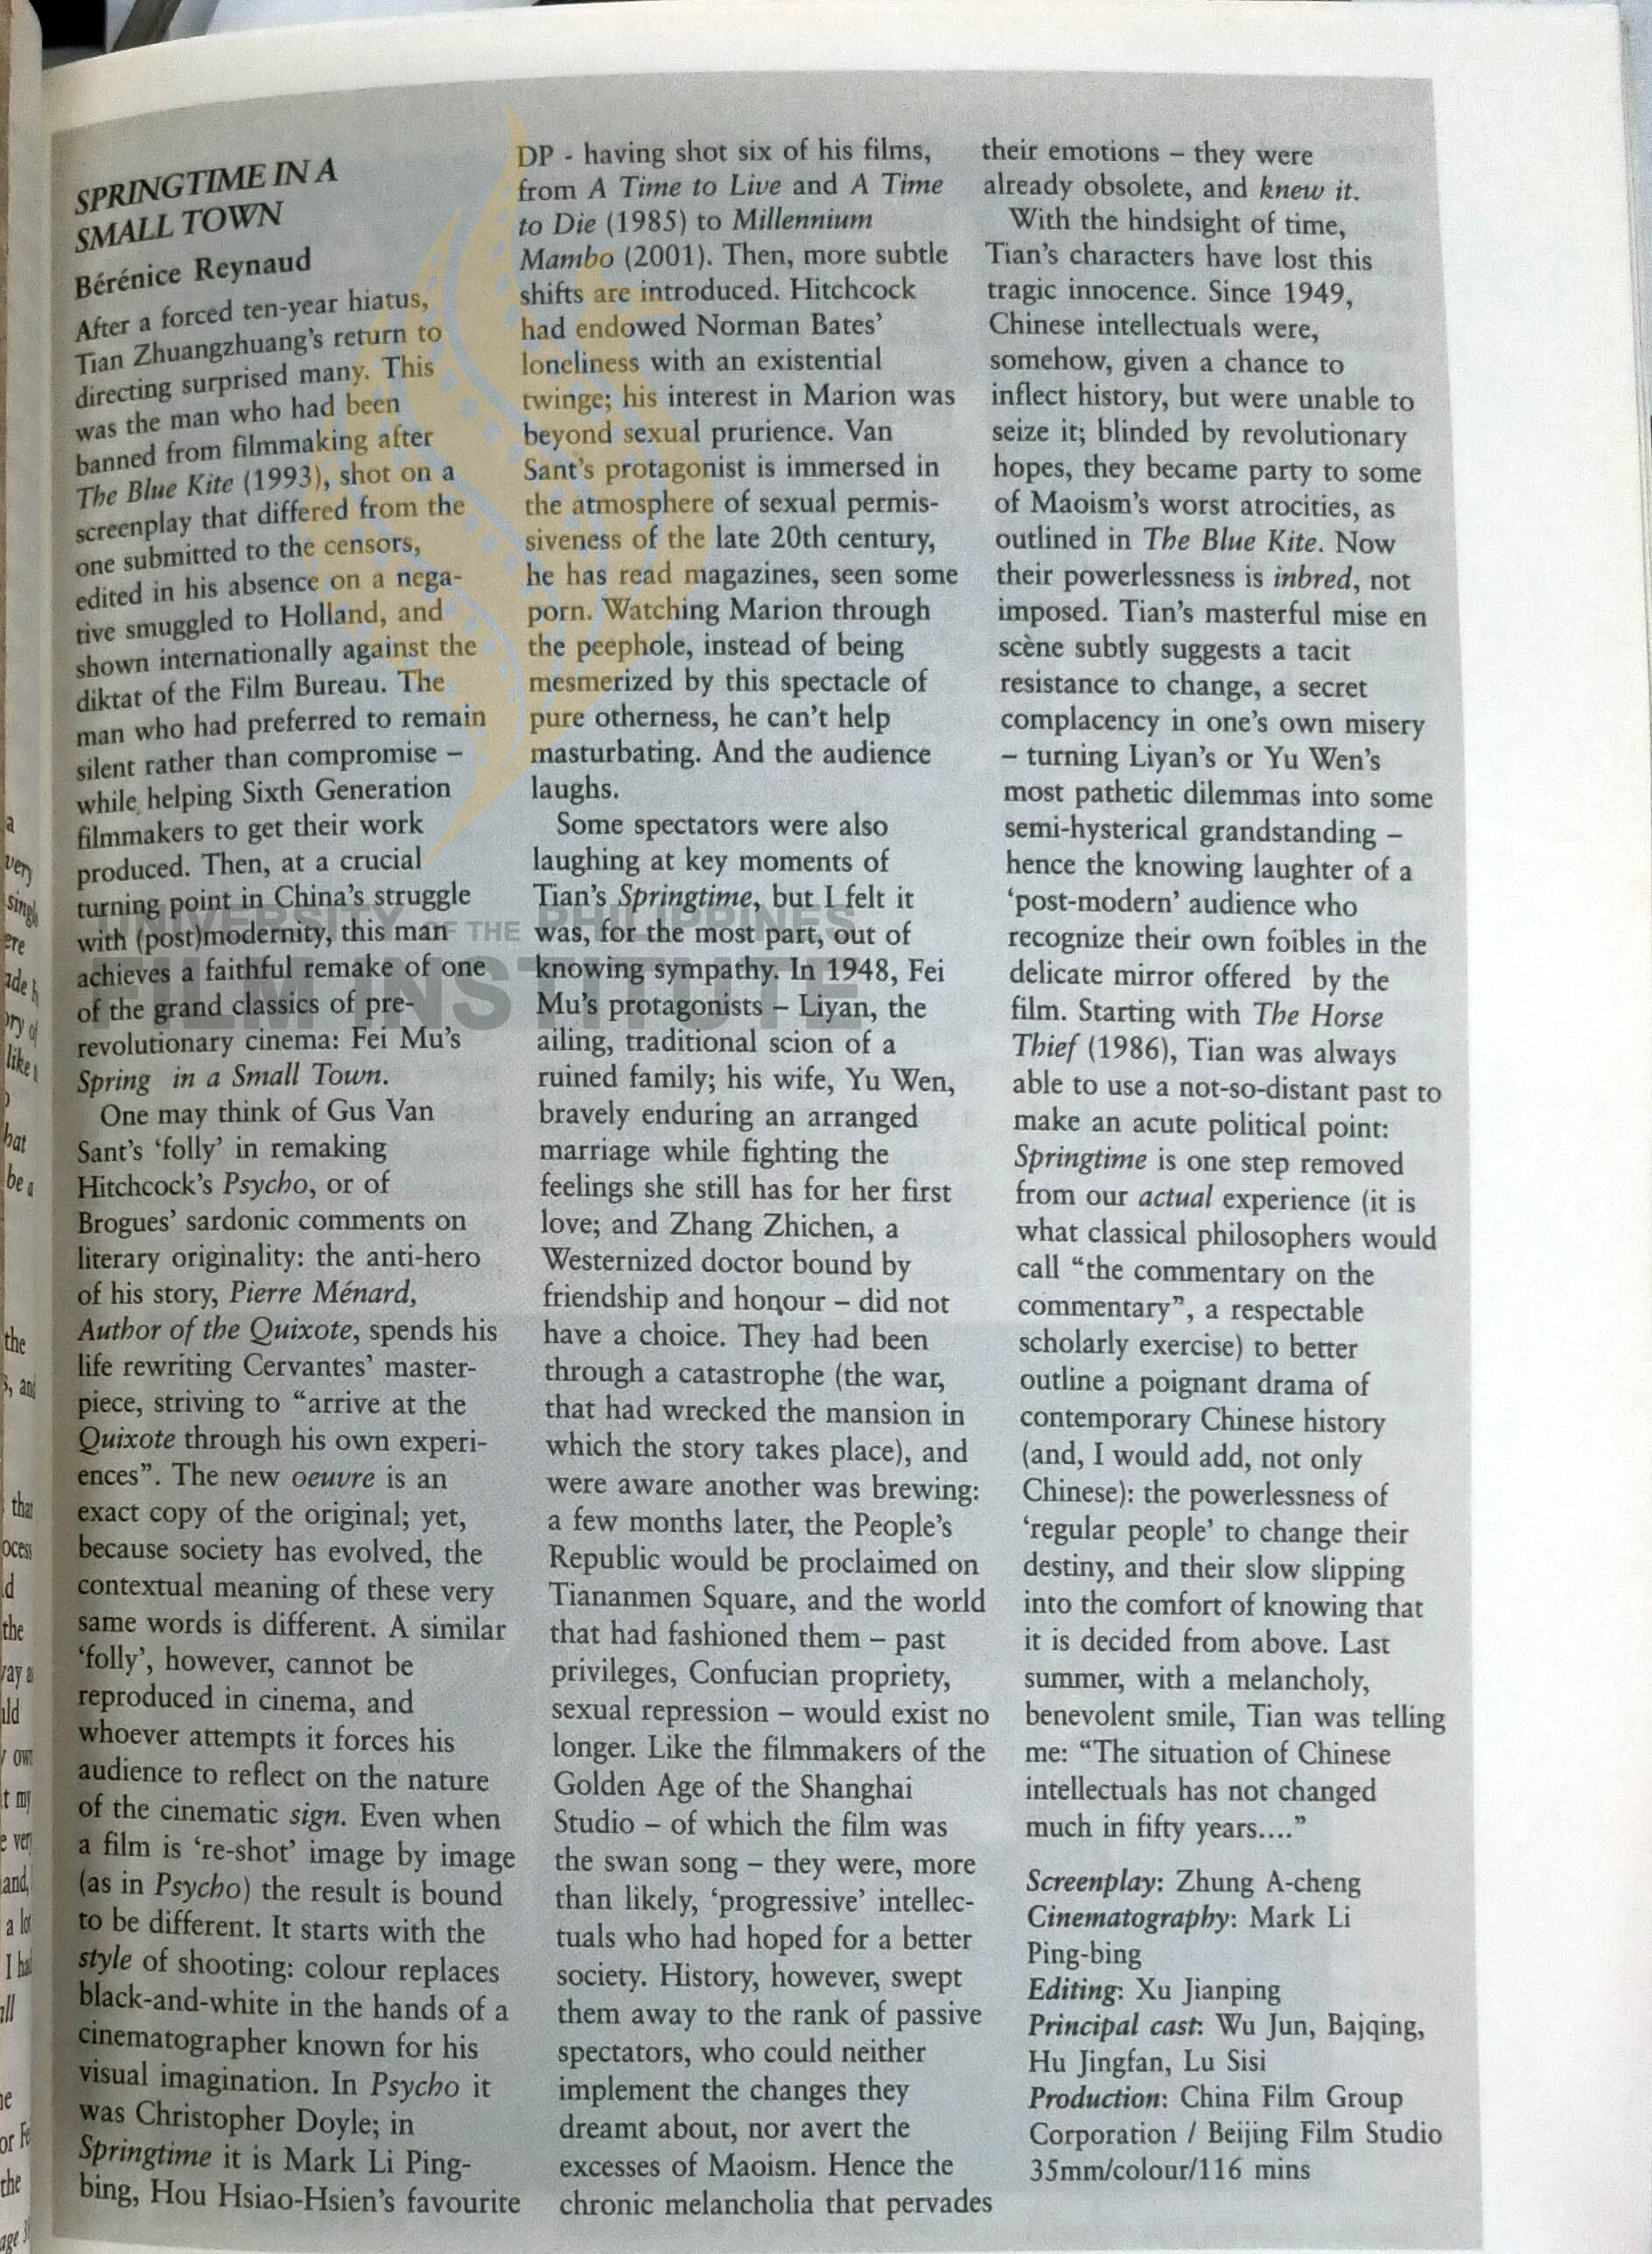 SPRINGTIME IN A
SMALL TOWN
Bérénice Reynaud
After a forced ten-year hiatus,
Tian Zhuangzhuang's return to
directing surprised many. This
was the man who had been
banned from filmmaking after
The Blue Kite (1993), shot on a
screenplay that differed from the
one submitted to the censors,
edited in his absence on a nega-
tive smuggled to Holland, and
shown internationally against the
diktat of the Film Bureau. The
man who had preferred to remain
silent rather than compromise –
while helping Sixth Generation
filmmakers to get their work
produced. Then, at a crucial
turning point in China's struggle
with (post)modernity, this man
achieves a faithful remake of one
of the grand classics of pre-
revolutionary cinema: Fei Mu's
Spring in a Small Town.
One may think of Gus Van
Sant's 'folly' in remaking
Hitchcock's Psycho, or of
Brogues' sardonic comments on
literary originality: the anti-hero
of his story, Pierre Ménard,
Author of the Quixote, spends his
life rewriting Cervantes' master-
piece, striving to "arrive at the
Quixote through his own experi-
ences". The new oeuvre is an
exact copy of the original; yet,
because society has evolved, the
contextual meaning of these very
same words is different. A similar
'folly', however, cannot be
reproduced in cinema, and
whoever attempts it forces his
audience to reflect on the nature
of the cinematic sign. Even when
a film is 're-shot' image by image
(as in Psycho) the result is bound
to be different. It starts with the
style of shooting: colour replaces
black-and-white in the hands of a
cinematographer known for his
visual imagination. In Psycho it
was Christopher Doyle; in
Springtime it is Mark Li Ping-
bing, Hou Hsiao-Hsien's favourite
DP - having shot six of his films,
from A Time to Live and A Time
to Die (1985) to Millennium
Mambo (2001). Then, more subtle
shifts are introduced. Hitchcock
had endowed Norman Bates'
loneliness with an existential
twinge; his interest in Marion was
beyond sexual prurience. Van
Sant's protagonist is immersed in
the atmosphere of sexual permis-
siveness of the late 20th century,
he has read magazines, seen some
porn. Watching Marion through
the peephole, instead of being
mesmerized by this spectacle of
pure otherness, he can't help
masturbating. And the audience
laughs.
Some spectators were also
laughing at key moments of
Tian's Springtime, but I felt it
was, for the most part, out of
knowing sympathy. In 1948, Fei
Mu's protagonists – Liyan, the
ailing, traditional scion of a
ruined family; his wife, Yu Wen,
bravely enduring an arranged
marriage while fighting the
feelings she still has for her first
love; and Zhang Zhichen, a
Westernized doctor bound by
friendship and honour – did not
have a choice. They had been
through a catastrophe (the war,
that had wrecked the mansion in
which the story takes place), and
were aware another was brewing:
a few months later, the People's
Republic would be proclaimed on
Tiananmen Square, and the world
that had fashioned them – past
privileges, Confucian propriety,
sexual repression – would exist no
longer. Like the filmmakers of the
Golden Age of the Shanghai
Studio – of which the film was
the swan song – they were, more
than likely, 'progressive' intellec-
tuals who had hoped for a better
society. History, however, swept
them away to the rank of passive
spectators, who could neither
implement the changes they
dreamt about, nor avert the
excesses of Maoism. Hence the
chronic melancholia that pervades
their emotions – they were
already obsolete, and knew it.
With the hindsight of time,
Tian's characters have lost this
tragic innocence. Since 1949,
Chinese intellectuals were,
somehow, given a chance to
inflect history, but were unable to
seize it; blinded by revolutionary
hopes, they became party to some
of Maoism's worst atrocities, as
outlined in The Blue Kite. Now
their powerlessness is inbred, not
imposed. Tian's masterful mise en
scène subtly suggests a tacit
resistance to change, a secret
complacency in one's own misery
– turning Liyan's or Yu Wen's
most pathetic dilemmas into some
semi-hysterical grandstanding –
hence the knowing laughter of a
'post-modern' audience who
recognize their own foibles in the
delicate mirror offered by the
film. Starting with The Horse
Thief (1986), Tian was always
able to use a not-so-distant past to
make an acute political point:
Springtime is one step removed
from our actual experience (it is
what classical philosophers would
call "the commentary on the
commentary", a respectable
scholarly exercise) to better
outline a poignant drama of
contemporary Chinese history
(and, I would add, not only
Chinese): the powerlessness of
'regular people' to change their
destiny, and their slow slipping
into the comfort of knowing that
it is decided from above. Last
summer, with a melancholy,
benevolent smile, Tian was telling
me: "The situation of Chinese
intellectuals has not changed
much in fifty years…."
Screenplay: Zhung A-cheng
Cinematography: Mark Li
Ping-bing
Editing: Xu Jianping
Principal cast: Wu Jun, Bajqing,
Hu Jingfan, Lu Sisi
Production: China Film Group
Corporation / Beijing Film Studio
35mm/colour/116 mins
UNIVERSITY OF THE PHILIPPINES
FILM INSTITUTE